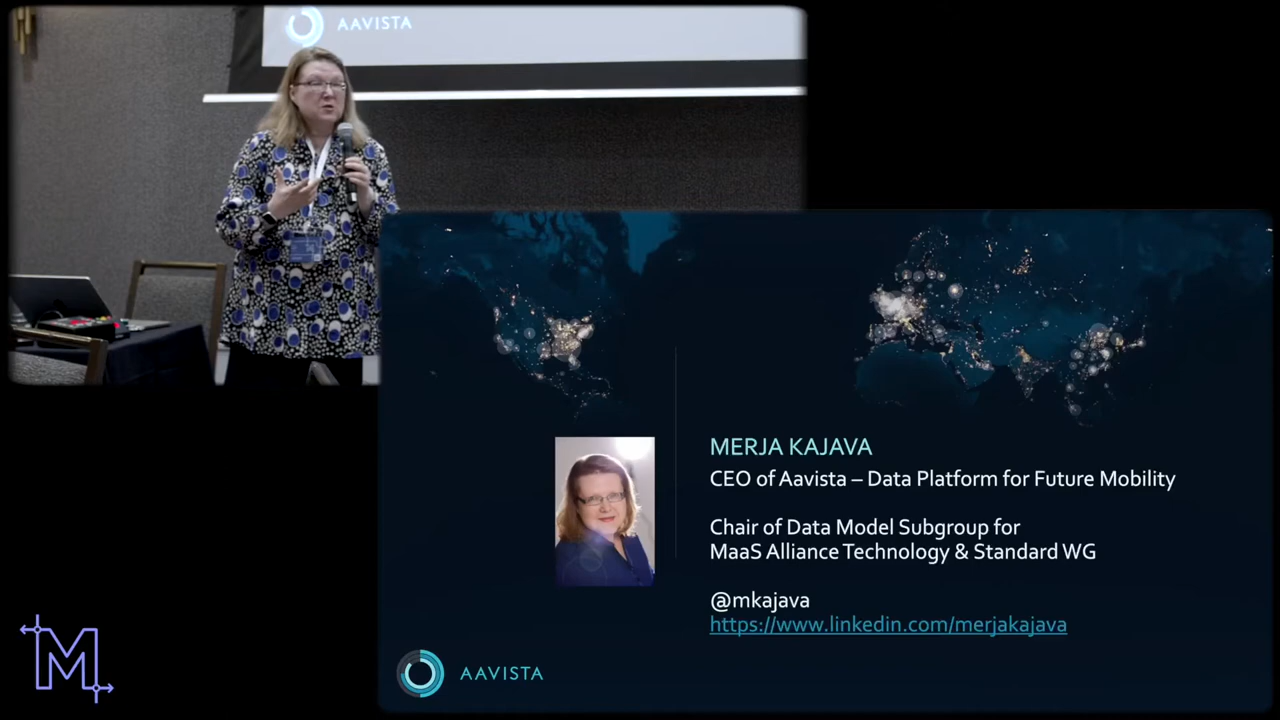 AAVISTA
MERJA KAJAVA
CEO of Aavista – Data Platform for Future Mobility
Chair of Data Model Subgroup for
MaaS Alliance Technology & Standard WG
@mkajava
https://www.linkedin.com/merjakajava
M
AAVISTA